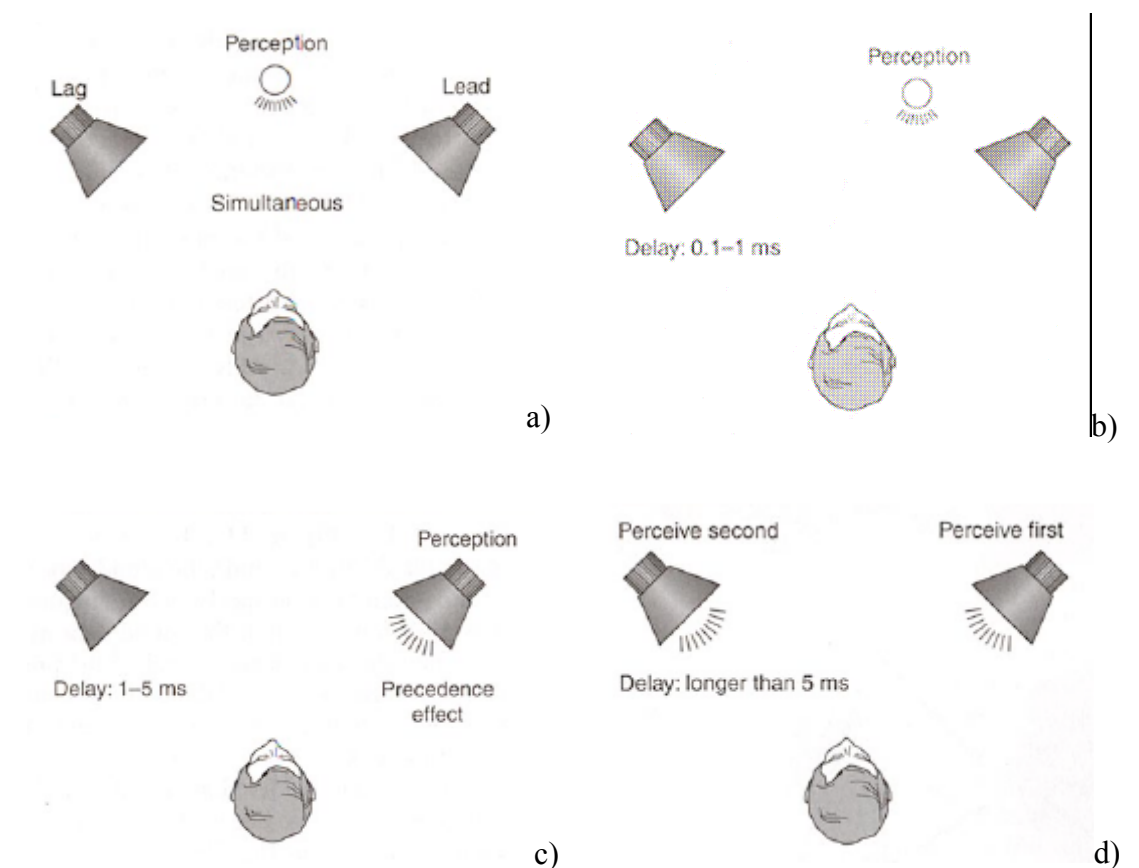 Perception
Lag
Lead
Simultaneous
a)
Perception
Delay: 0.1–1 ms
b)
Perception
Delay: 1–5 ms
Precedence
effect
c)
Perceive second
Perceive first
Delay: longer than 5 ms
d)